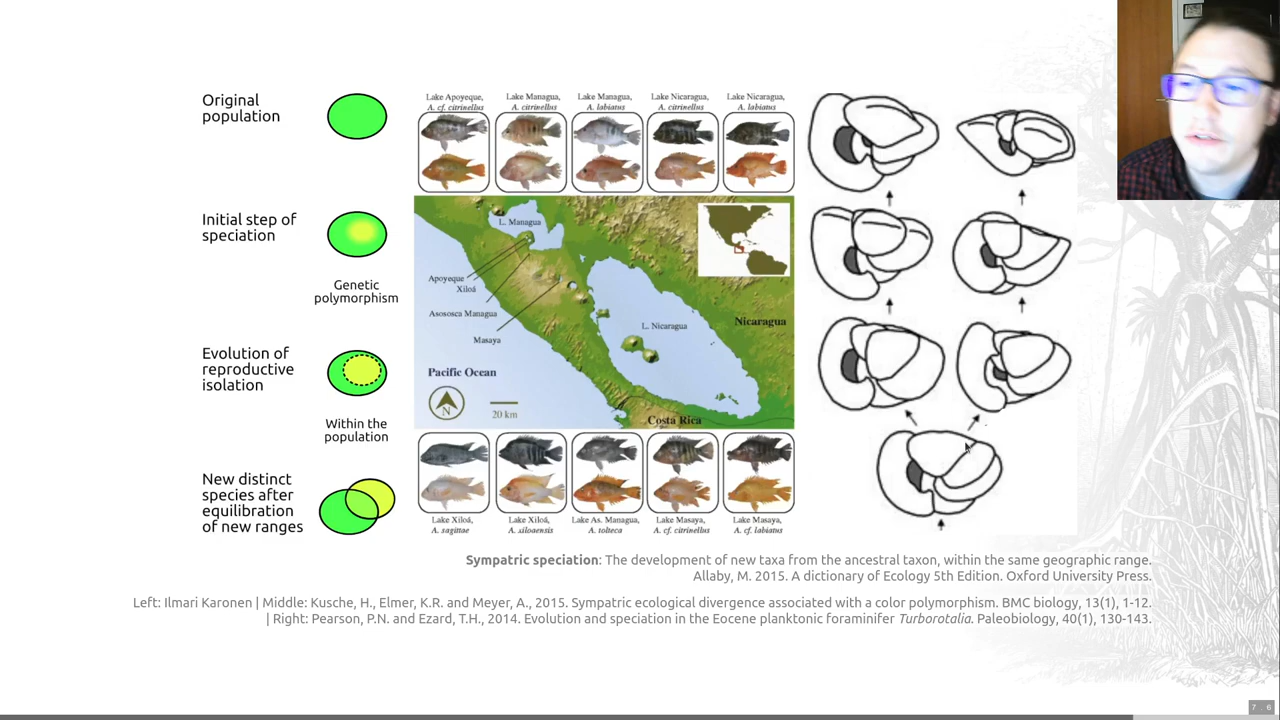 Original
population
Initial step of
speciation
Genetic
polymorphism
Evolution of
reproductive
isolation
Within the
population
New distinct
species after
equilibration
of new ranges
Lake Apoyeque,
A. cf. citrinellus
Lake Managua,
A. citrinellus
Lake Managua,
A. labiatus
Lake Nicaragua,
A. citrinellus
Lake Nicaragua,
A. labiatus
L. Managua
Apoyeque
Xiloá
Asososca Managua
Masaya
L. Nicaragua
Nicaragua
Pacific Ocean
N
20 km
Costa Rica
Lake Xiloá,
A. sagittae
Lake Xiloá,
A. xiloaensis
Lake As. Managua,
A. tolteca
Lake Masaya,
A. cf. citrinellus
Lake Masaya,
A. cf. labiatus
Sympatric speciation: The development of new taxa from the ancestral taxon, within the same geographic range.
Allaby, M. 2015. A dictionary of Ecology 5th Edition. Oxford University Press.
Left: Ilmari Karonen | Middle: Kusche, H., Elmer, K.R. and Meyer, A., 2015. Sympatric ecological divergence associated with a color polymorphism. BMC biology, 13(1), 1-12.
| Right: Pearson, P.N. and Ezard, T.H., 2014. Evolution and speciation in the Eocene planktonic foraminifer Turborotalia. Paleobiology, 40(1), 130-143.
7 . 6